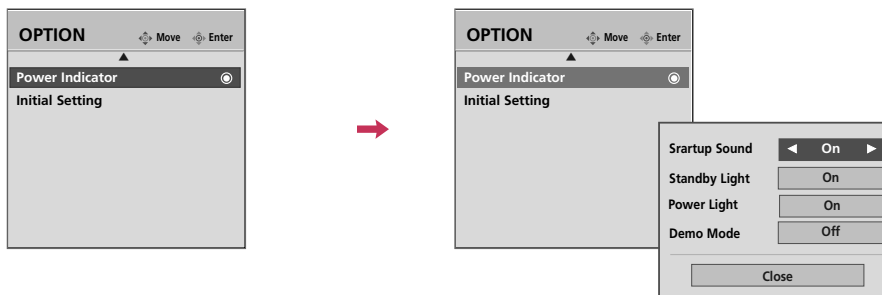 OPTION Move Enter
Power Indicator
Initial Setting
OPTION Move Enter
Power Indicator
Initial Setting
Srartup Sound On
Standby Light On
Power Light On
Demo Mode Off
Close